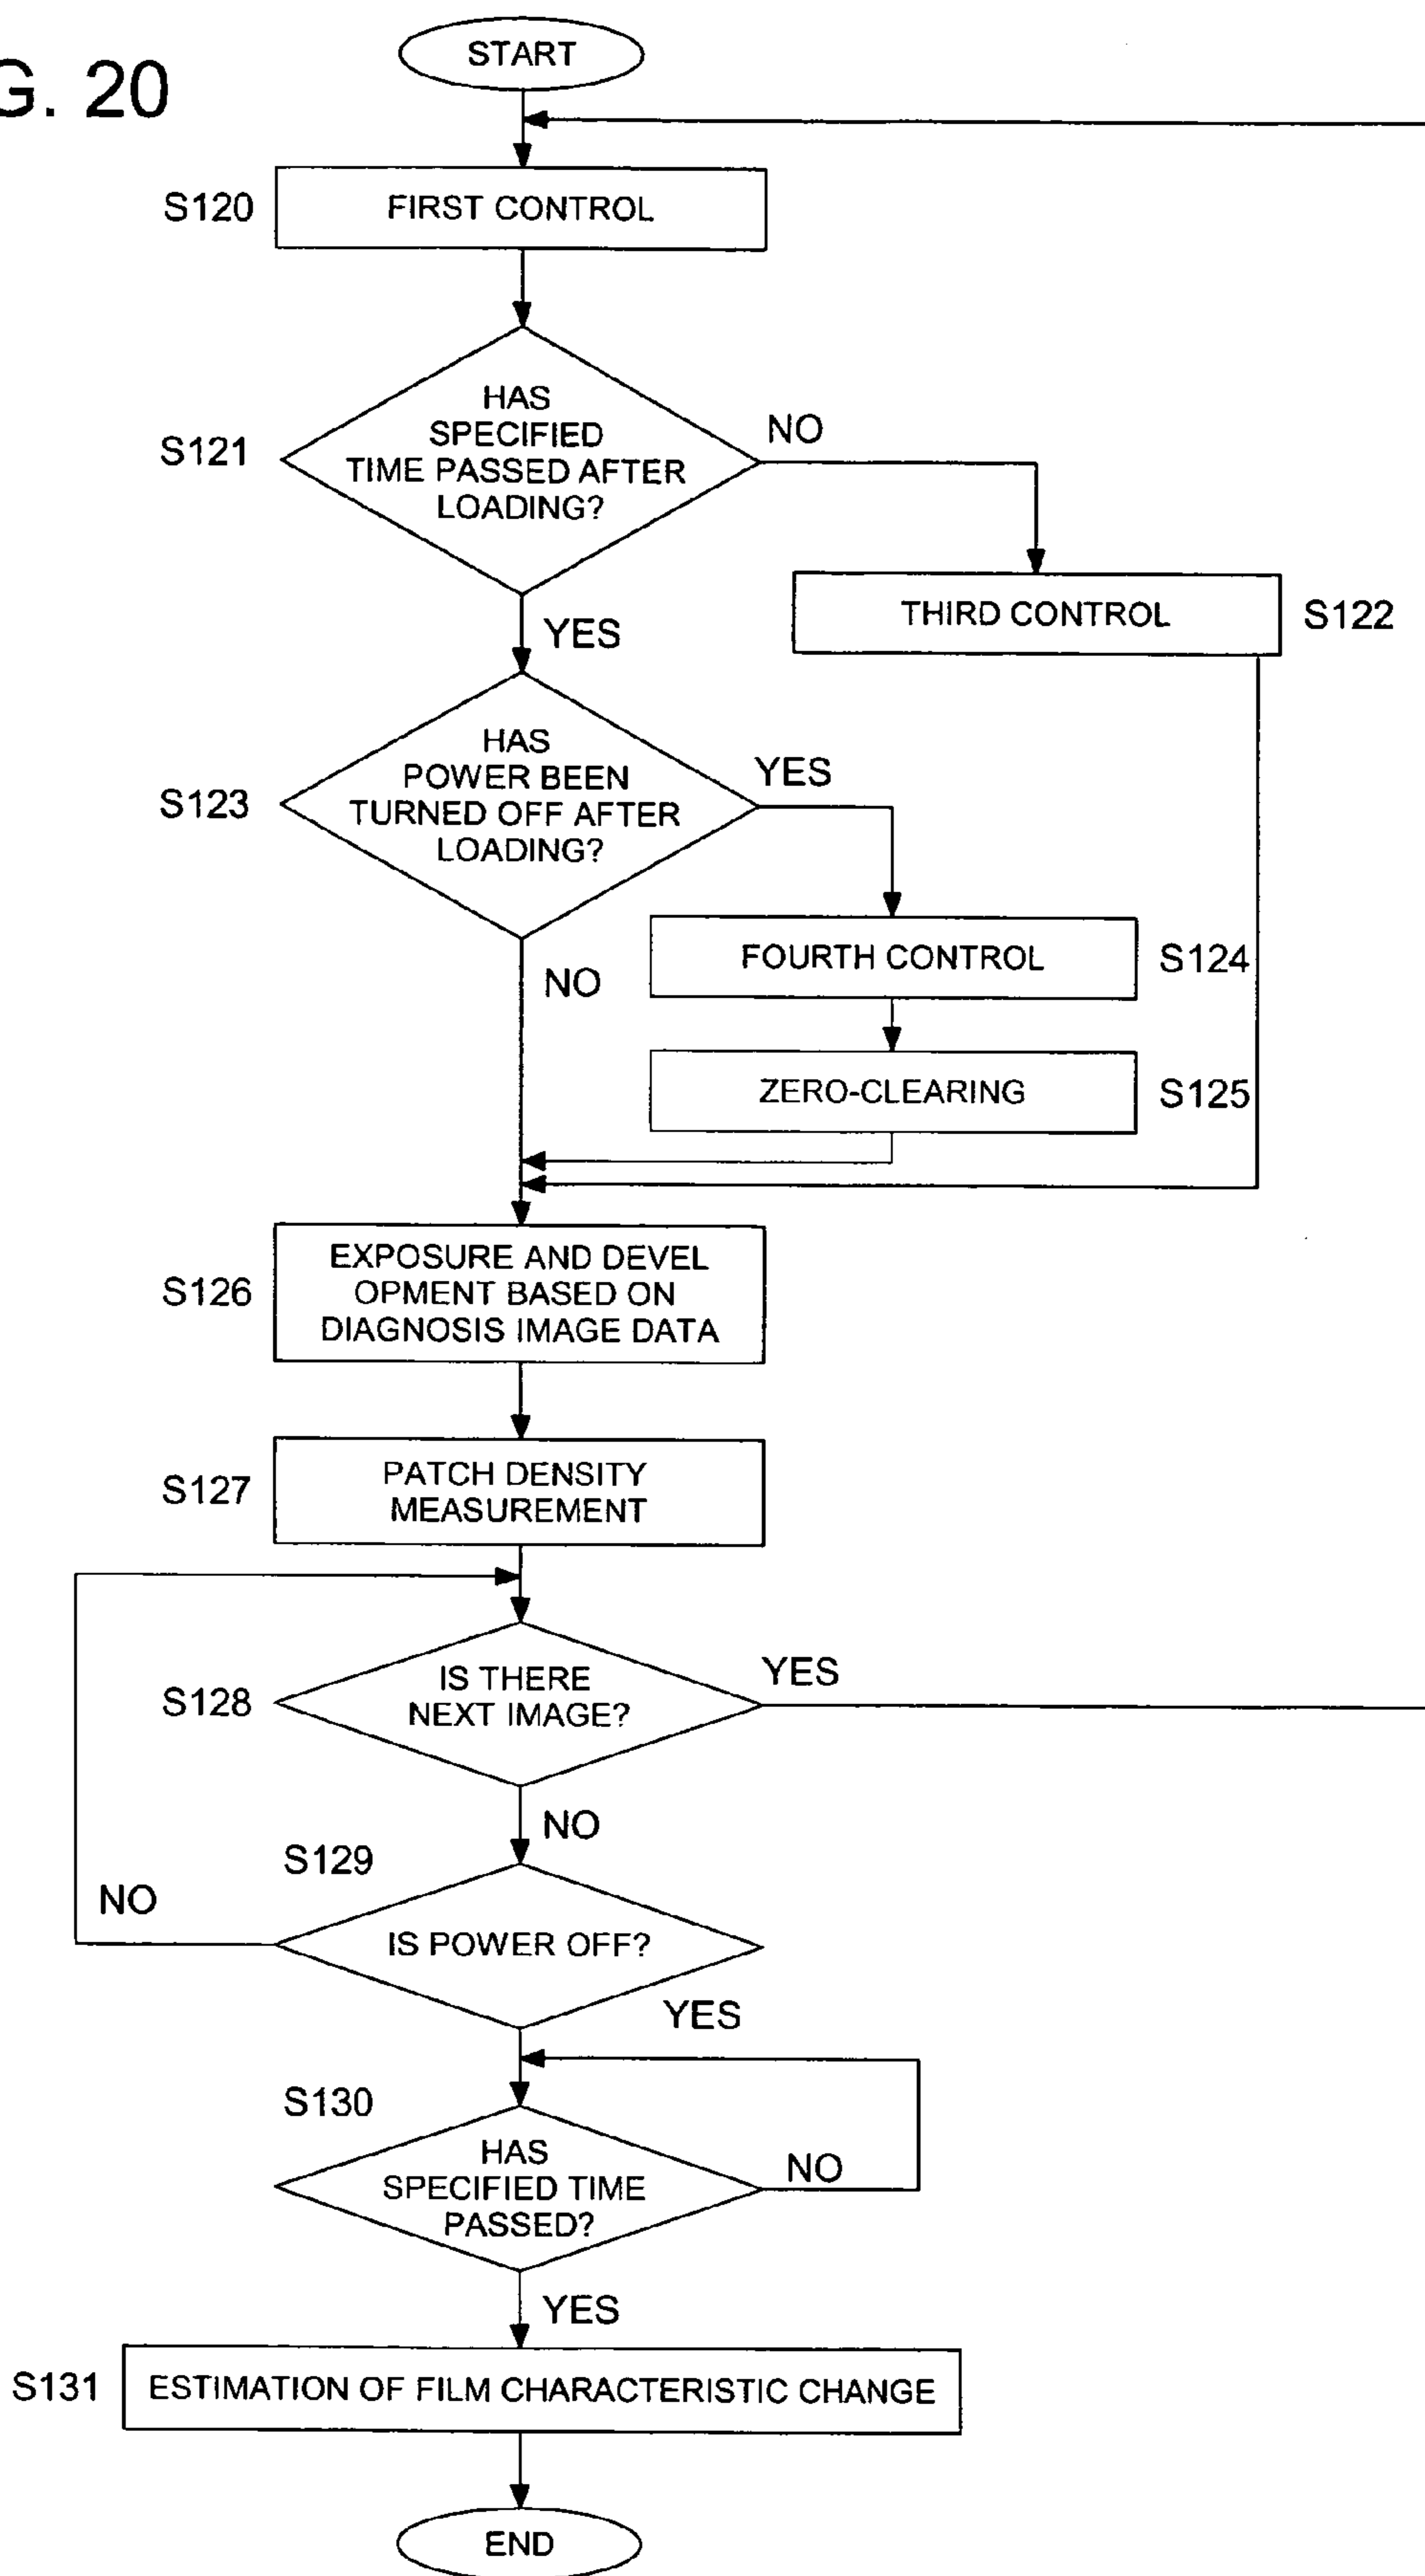 G. 20
START
S120
FIRST CONTROL
S121
HAS
SPECIFIED
TIME PASSED AFTER
LOADING?
NO
YES
THIRD CONTROL
S122
S123
HAS
POWER BEEN
TURNED OFF AFTER
LOADING?
YES
NO
FOURTH CONTROL
S124
ZERO-CLEARING
S125
S126
EXPOSURE AND DEVEL
OPMENT BASED ON
DIAGNOSIS IMAGE DATA
S127
PATCH DENSITY
MEASUREMENT
S128
IS THERE
NEXT IMAGE?
YES
NO
S129
NO
IS POWER OFF?
YES
S130
HAS
SPECIFIED TIME
PASSED?
NO
YES
S131
ESTIMATION OF FILM CHARACTERISTIC CHANGE
END